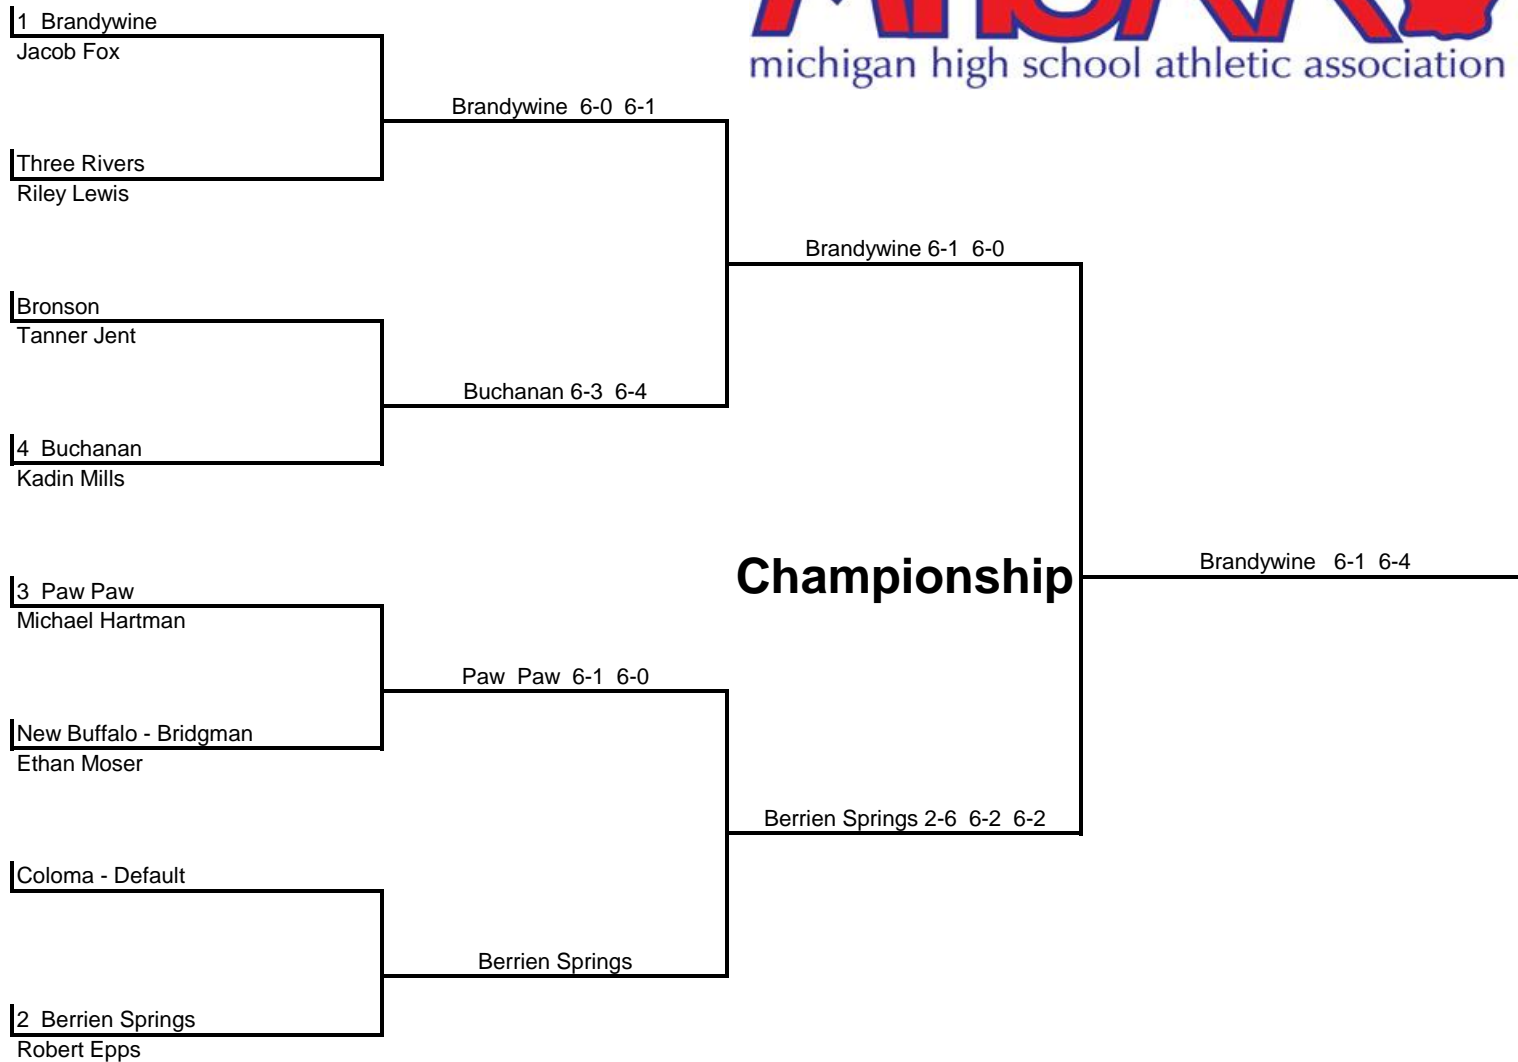 1 Brandywine
Jacob Fox
michigan high school athletic association
Brandywine 6-0 6-1
Three Rivers
Riley Lewis
Brandywine 6-1 6-0
Bronson
Tanner Jent
Buchanan 6-3 6-4
4 Buchanan
Kadin Mills
Championship
Brandywine 6-1 6-4
3 Paw Paw
Michael Hartman
Paw Paw 6-1 6-0
New Buffalo - Bridgman
Ethan Moser
Berrien Springs 2-6 6-2 6-2
Coloma - Default
Berrien Springs
2 Berrien Springs
Robert Epps